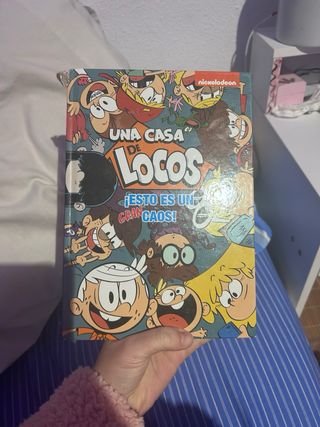 nickelodeon
UNA CASA
DE
LOCOS
¡ESTO ES UN
GRAN
CAOS!